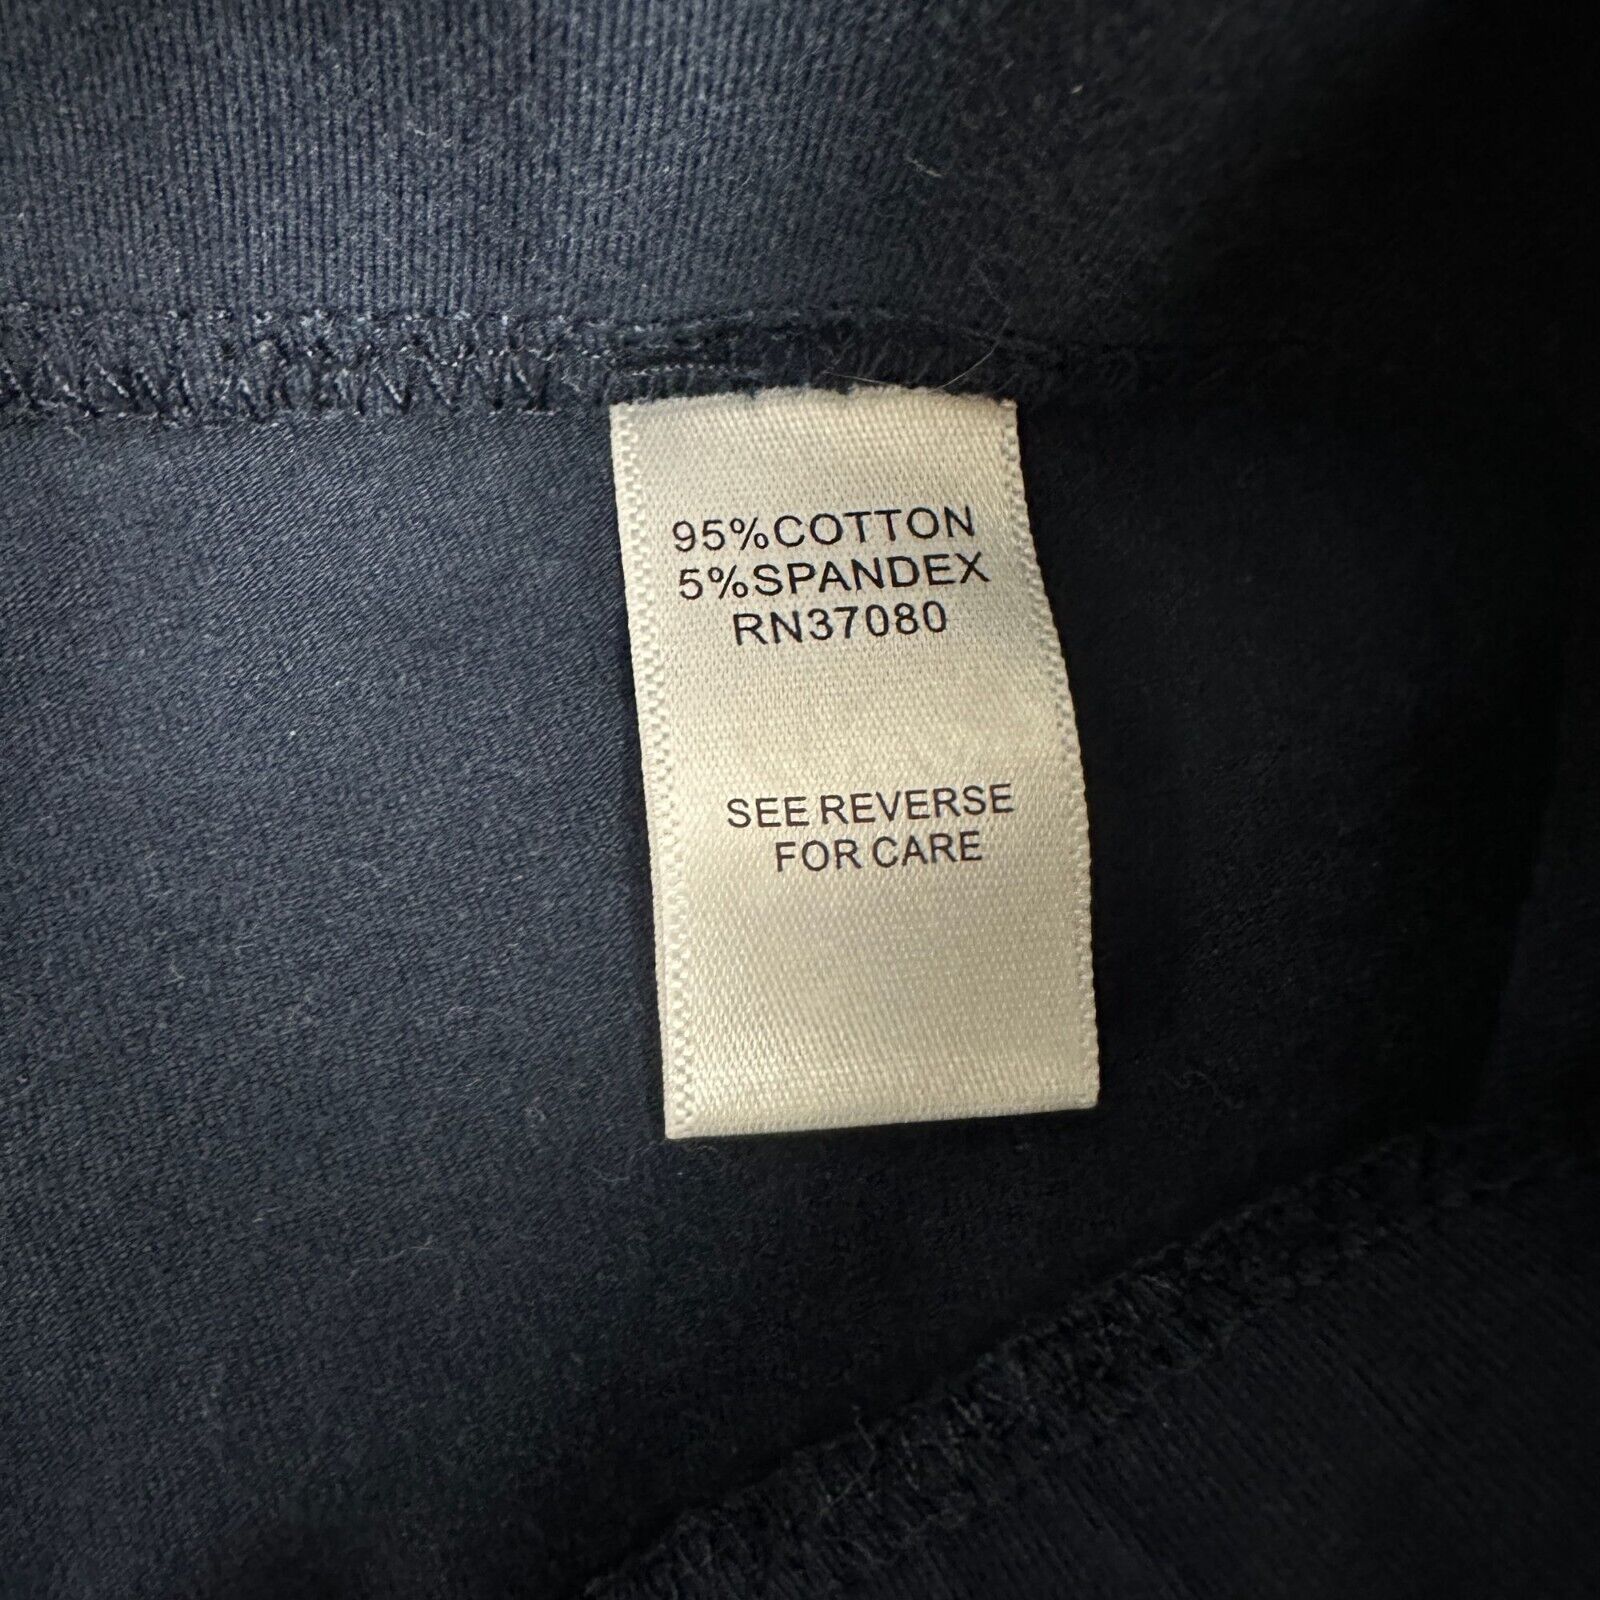 95%COTTON
5%SPANDEX
RN37080
SEE REVERSE
FOR CARE